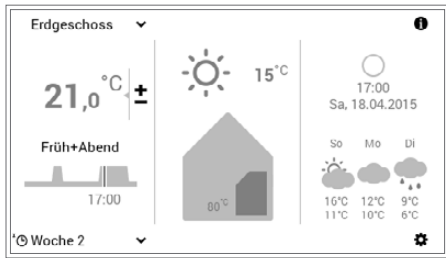 Erdgeschoss
21,0°C ±
Früh+Abend
17:00
Woche 2
15°C
00°C
17:00
Sa, 18.04.2015
So Mo Di
16°C 12°C 9°C
11°C 10°C 6°C